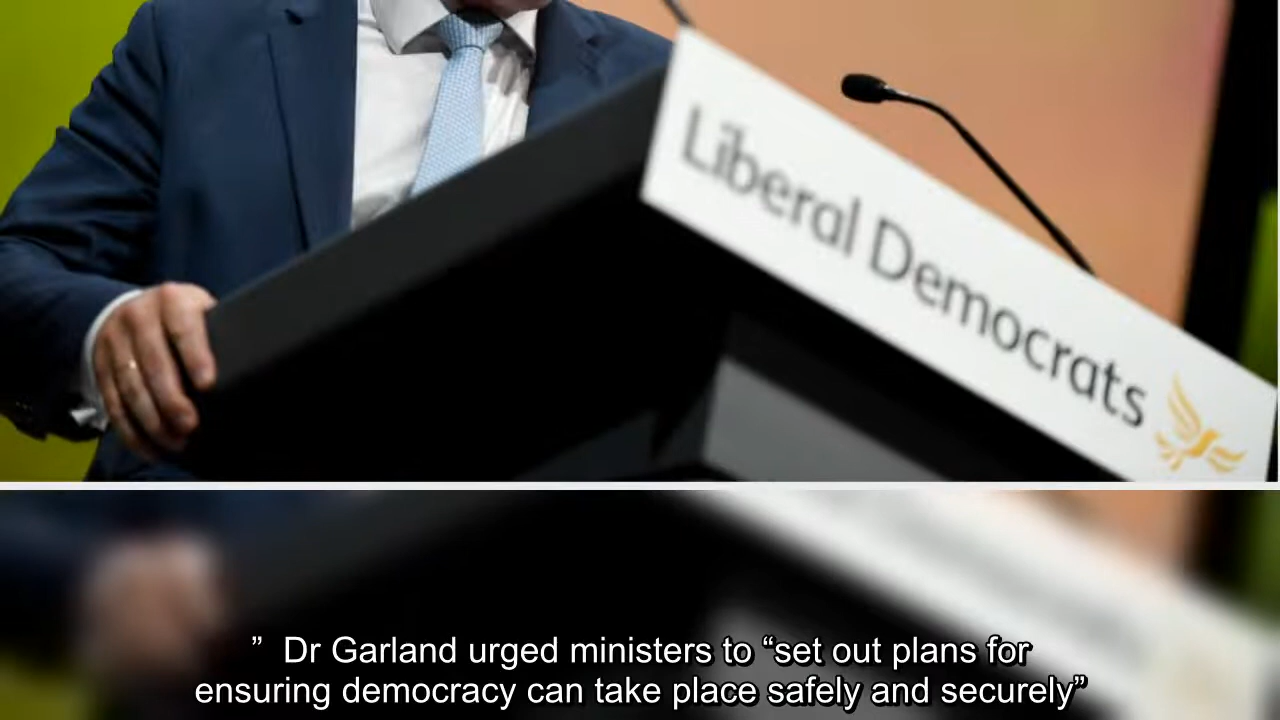 Liberal Democrats
”  Dr Garland urged ministers to “set out plans for
ensuring democracy can take place safely and securely”